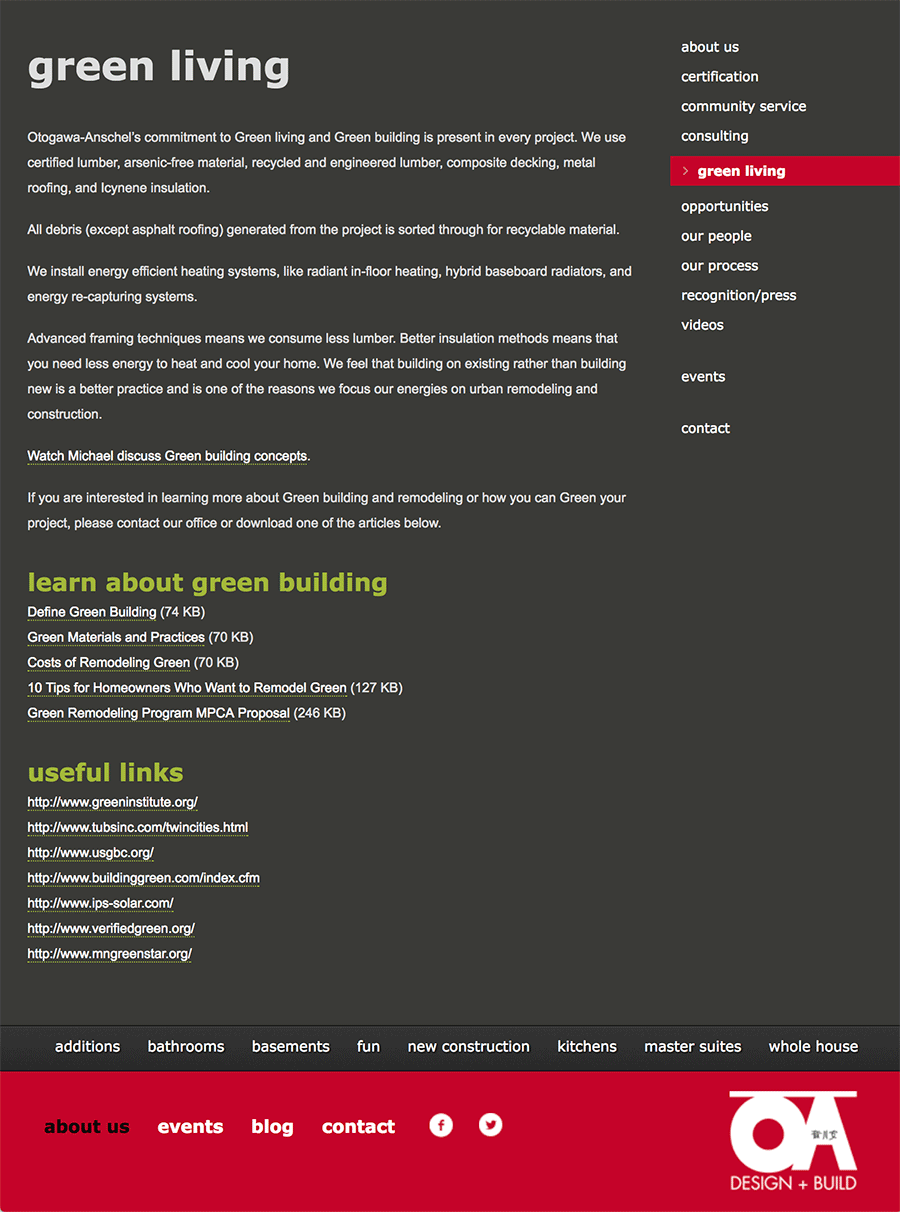 green living
Otogawa-Anschel’s commitment to Green living and Green building is present in every project. We use
certified lumber, arsenic-free material, recycled and engineered lumber, composite decking, metal
roofing, and Icynene insulation.
All debris (except asphalt roofing) generated from the project is sorted through for recyclable material.
We install energy efficient heating systems, like radiant in-floor heating, hybrid baseboard radiators, and
energy re-capturing systems.
Advanced framing techniques means we consume less lumber. Better insulation methods means that
you need less energy to heat and cool your home. We feel that building on existing rather than building
new is a better practice and is one of the reasons we focus our energies on urban remodeling and
construction.
Watch Michael discuss Green building concepts.
If you are interested in learning more about Green building and remodeling or how you can Green your
project, please contact our office or download one of the articles below.
learn about green building
Define Green Building (74 KB)
Green Materials and Practices (70 KB)
Costs of Remodeling Green (70 KB)
10 Tips for Homeowners Who Want to Remodel Green (127 KB)
Green Remodeling Program MPCA Proposal (246 KB)
useful links
http://www.greeninstitute.org/
http://www.tubsinc.com/twincities.html
http://www.usgbc.org/
http://www.buildinggreen.com/index.cfm
http://www.ips-solar.com/
http://www.verifiedgreen.org/
http://www.mngreenstar.org/
about us
certification
community service
consulting
> green living
opportunities
our people
our process
recognition/press
videos
events
contact
additions bathrooms basements fun new construction kitchens master suites whole house
about us events blog contact
OA
DESIGN + BUILD